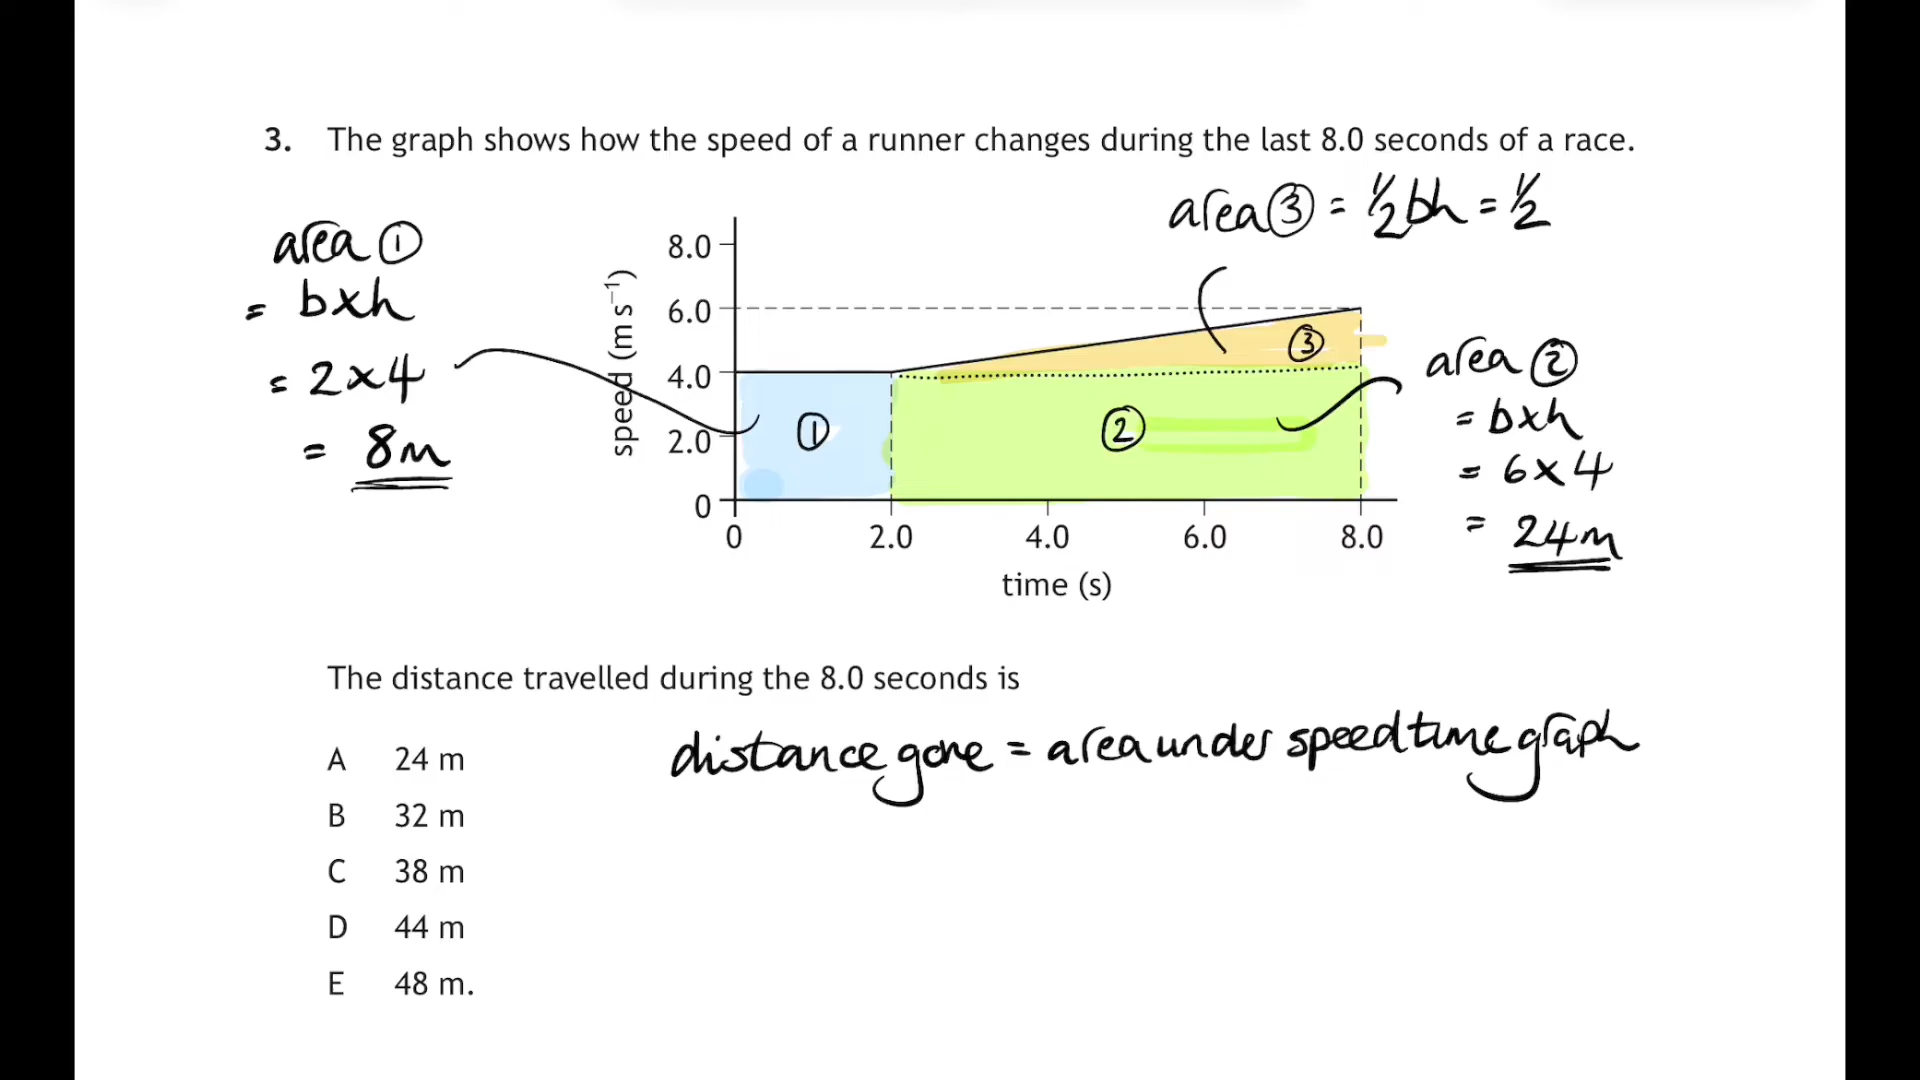 3. The graph shows how the speed of a runner changes during the last 8.0 seconds of a race.
area ③ = ½bh = ½
area ①
= b×h
= 2×4
= 8m
speed (m s⁻¹)
8.0
6.0
4.0
2.0
0
①
②
③
0 2.0 4.0 6.0 8.0
time (s)
area ②
= b×h
= 6×4
= 24m
The distance travelled during the 8.0 seconds is
distance gone = area under speed time graph
A 24 m
B 32 m
C 38 m
D 44 m
E 48 m.